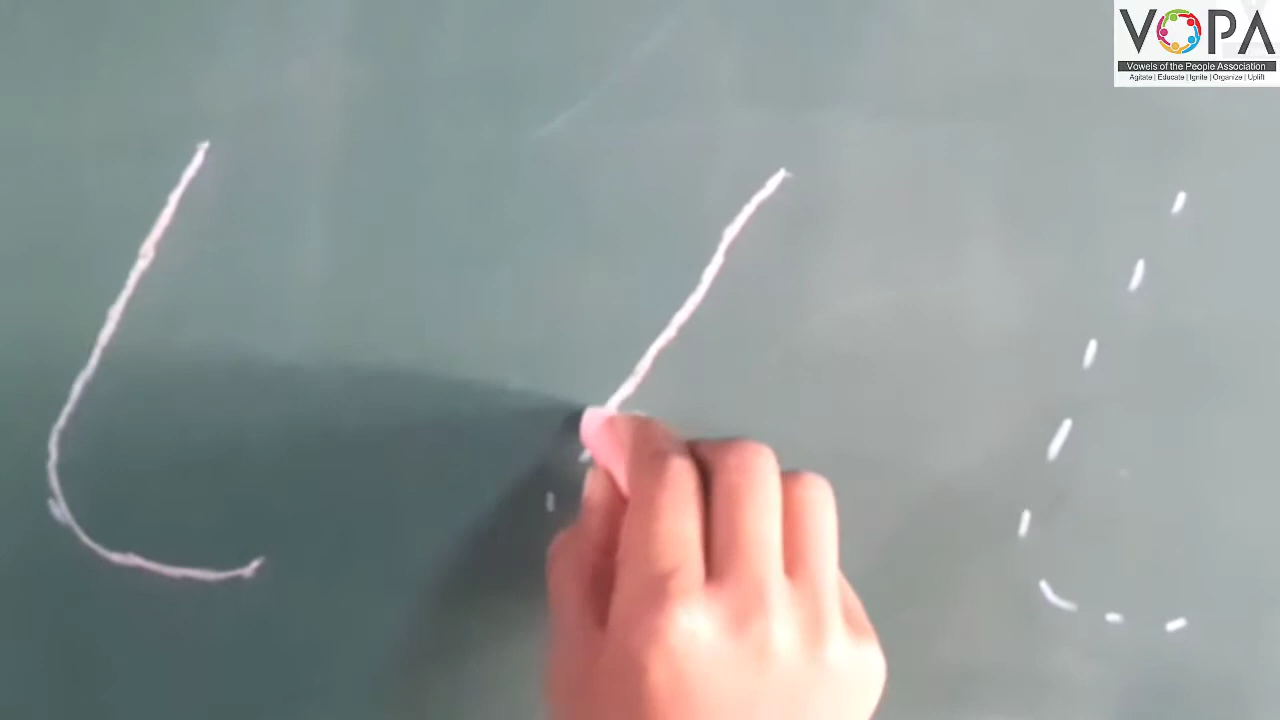 VOPA
Vowels of the People Association
Agitate | Educate | Ignite | Organize | Uplift